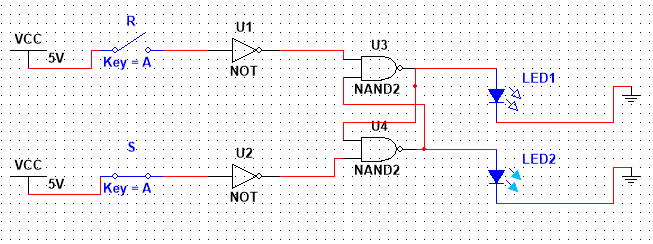 R
U1
VCC
5V
Key = A
NOT
U3
NAND2
LED1
S
U2
VCC
5V
Key = A
NOT
U4
NAND2
LED2